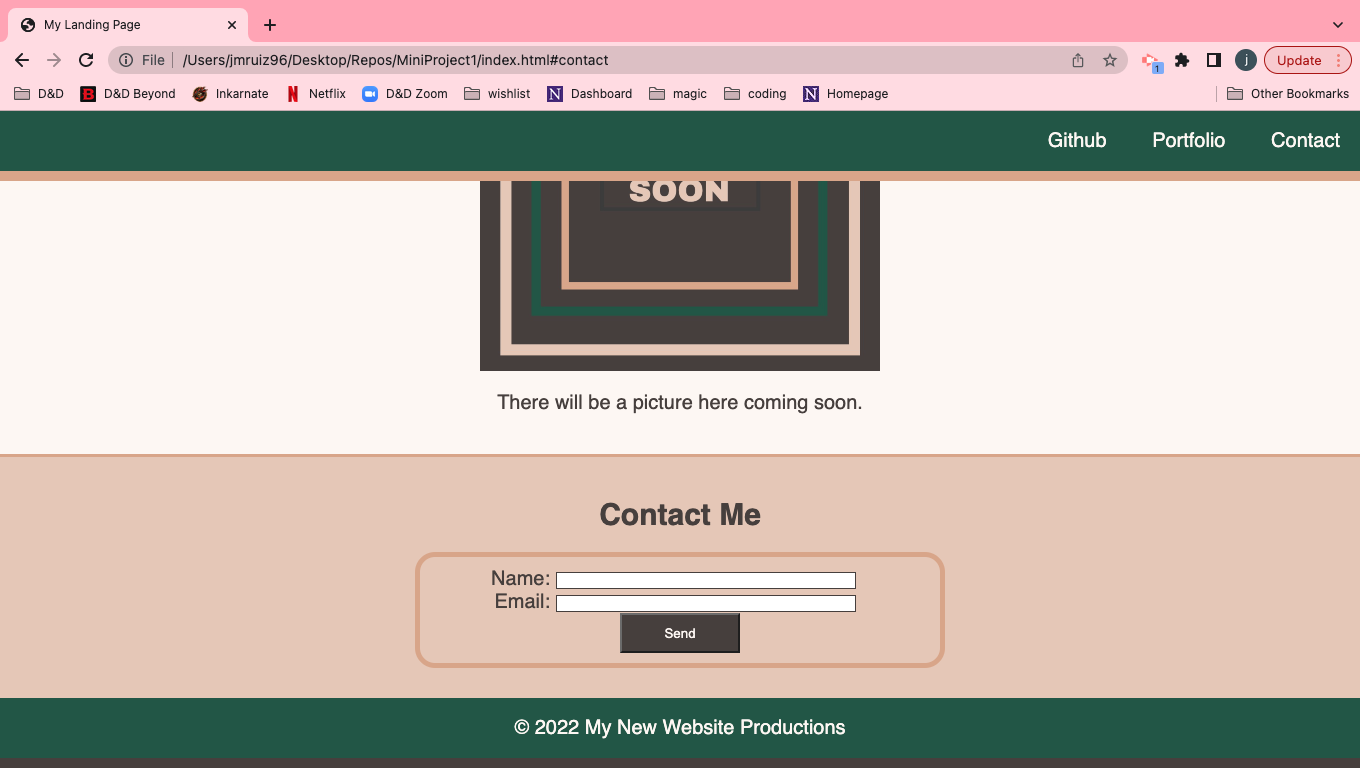 My Landing Page
File /Users/jmruiz96/Desktop/Repos/MiniProject1/index.html#contact
1 j Update
D&D B D&D Beyond Inkarnate N Netflix D&D Zoom wishlist N Dashboard magic coding N Homepage Other Bookmarks
Github Portfolio Contact
SOON
There will be a picture here coming soon.
Contact Me
Name:
Email:
Send
© 2022 My New Website Productions